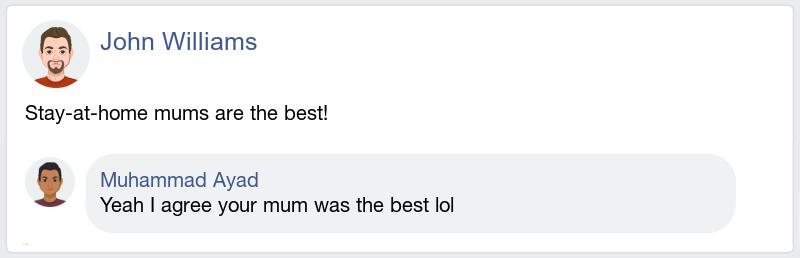 John Williams
Stay-at-home mums are the best!
Muhammad Ayad
Yeah I agree your mum was the best lol